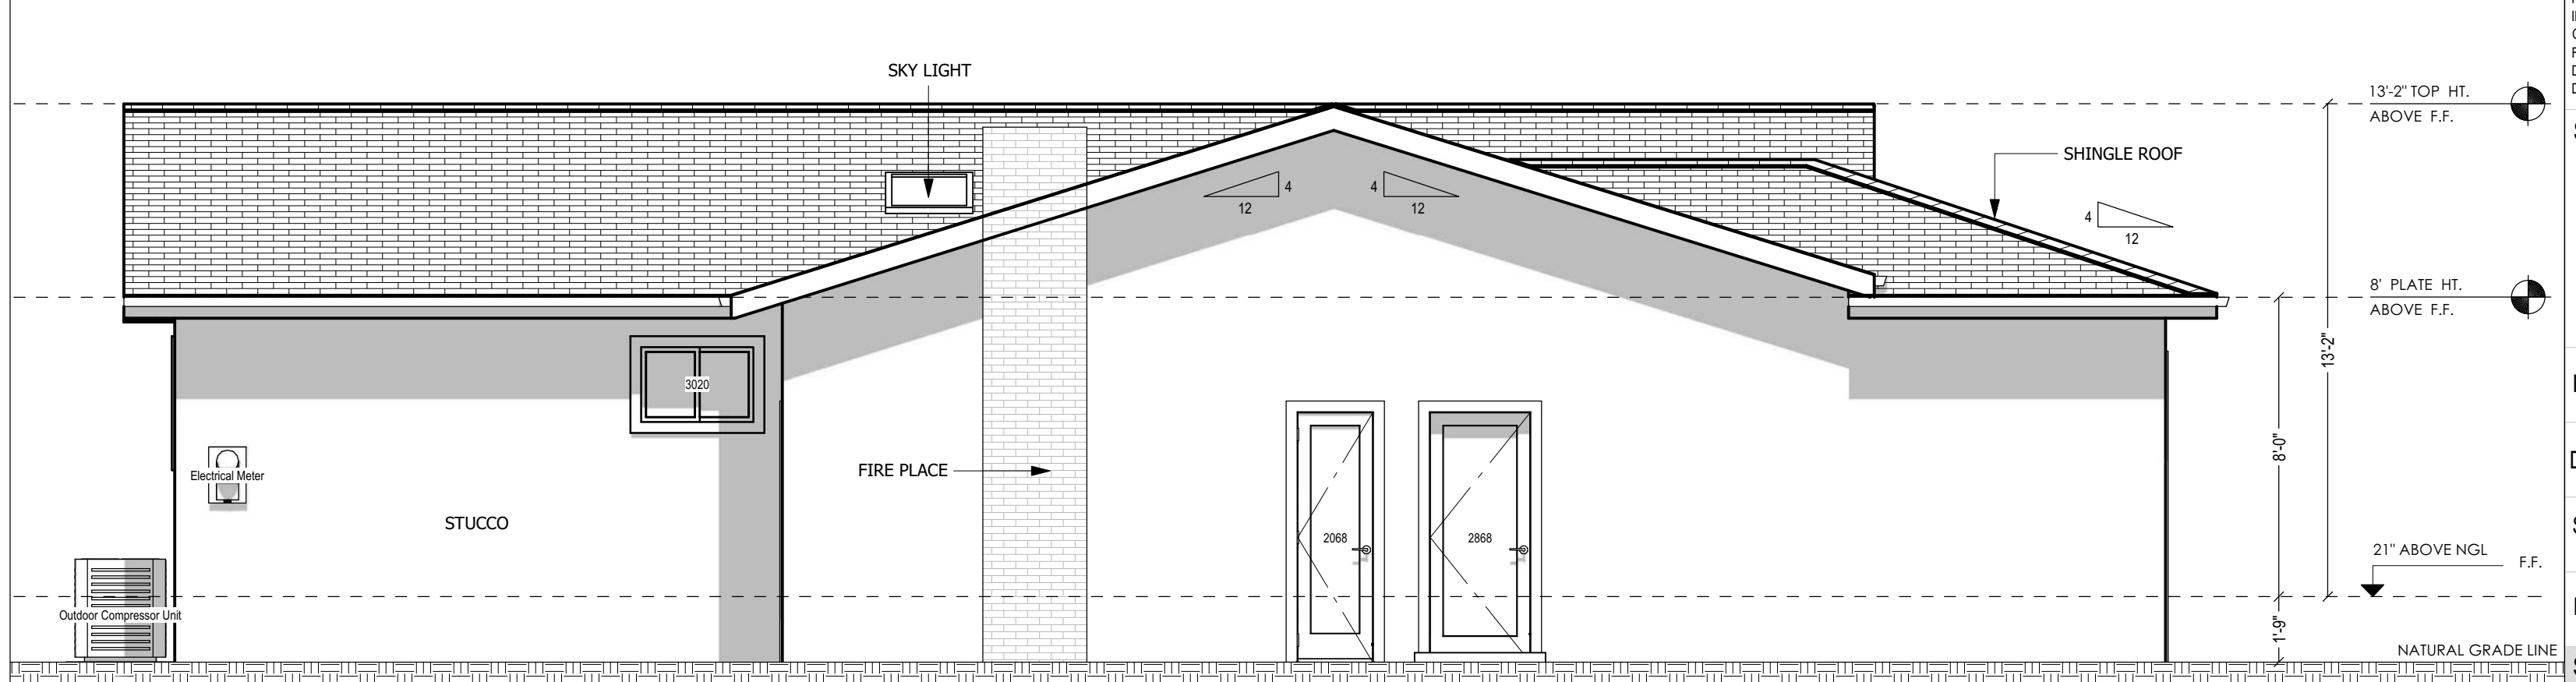 SKY LIGHT
13'-2" TOP HT.
ABOVE F.F.
SHINGLE ROOF
4
12
4
12
4
12
8' PLATE HT.
ABOVE F.F.
13'-2"
3020
8'-0"
Electrical Meter
FIRE PLACE
STUCCO
2068
2868
21" ABOVE NGL
F.F.
Outdoor Compressor Unit
1'-9"
NATURAL GRADE LINE